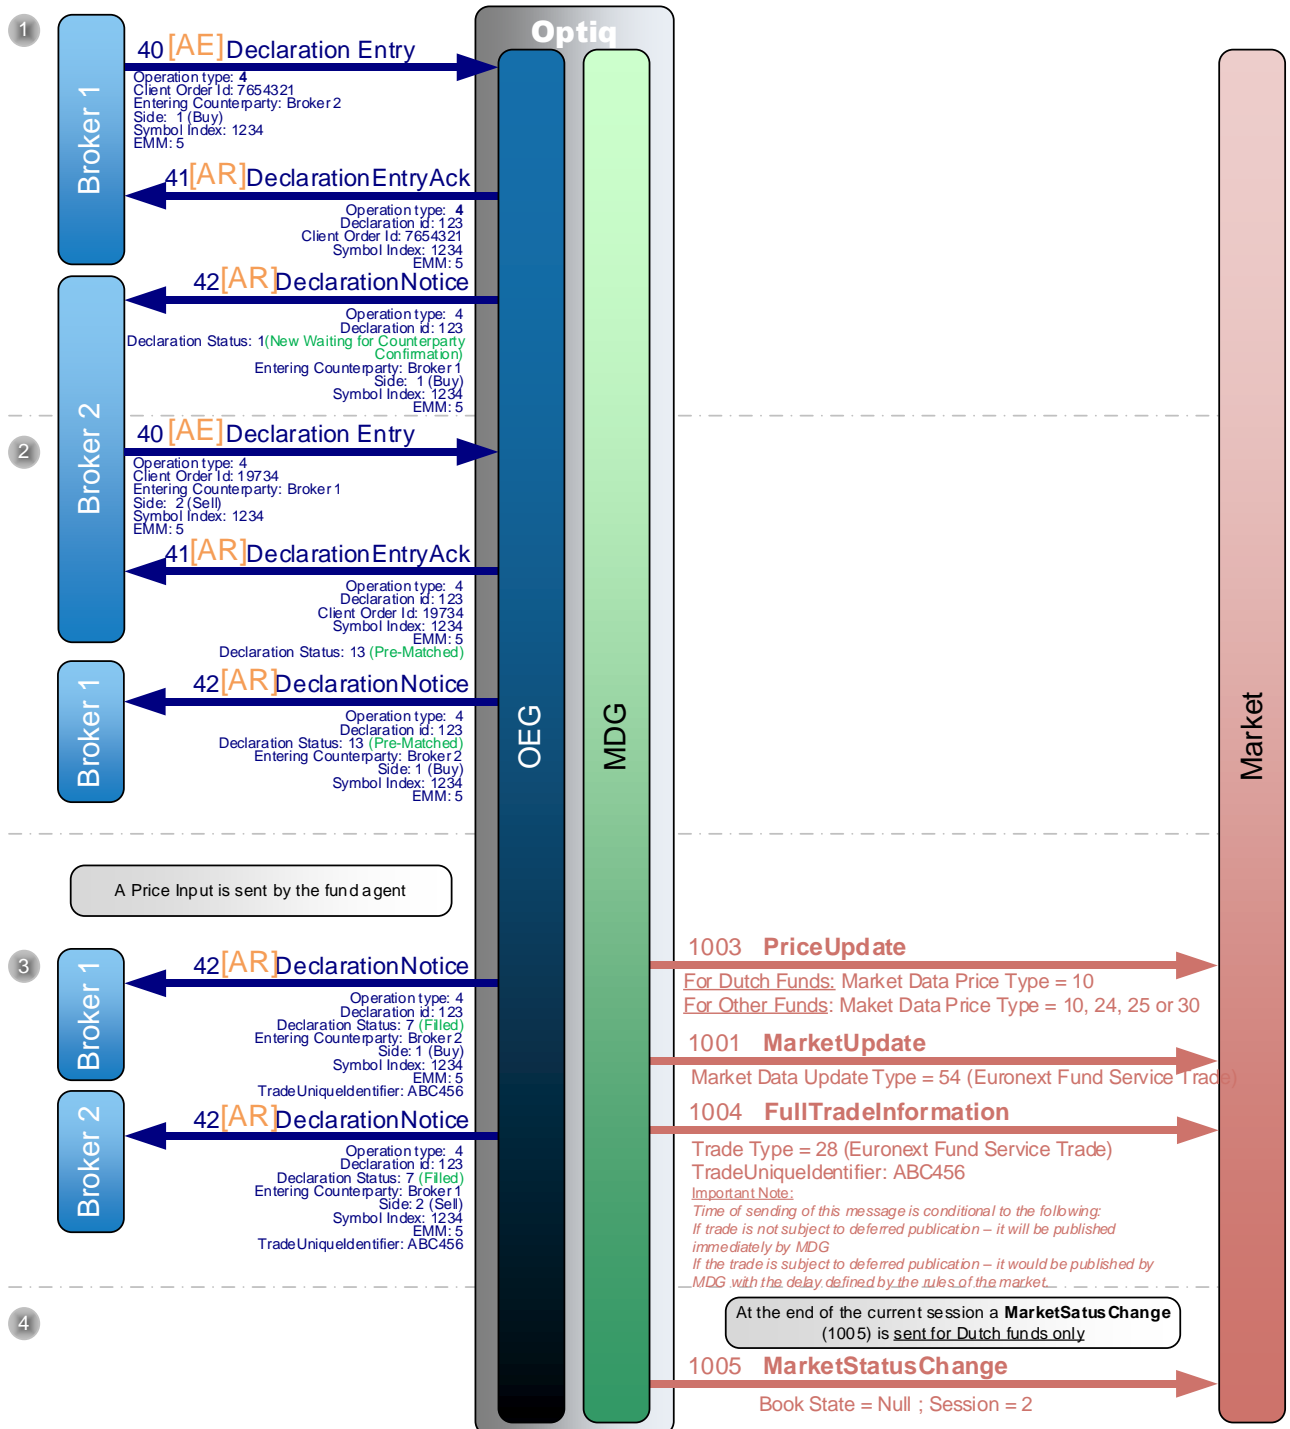 Optiq
1
Broker 1
40 [AE] Declaration Entry
Operation type: 4
Client Order Id: 7654321
Entering Counterparty: Broker 2
Side: 1 (Buy)
Symbol Index: 1234
EMM: 5
41 [AR] DeclarationEntryAck
Operation type: 4
Declaration id: 123
Client Order Id: 7654321
Symbol Index: 1234
EMM: 5
Broker 2
42 [AR] DeclarationNotice
Operation type: 4
Declaration id: 123
Declaration Status: 1 (New Waiting for Counterparty
Confirmation)
Entering Counterparty: Broker 1
Side: 1 (Buy)
Symbol Index: 1234
EMM: 5
2
40 [AE] Declaration Entry
Operation type: 4
Client Order Id: 19734
Entering Counterparty: Broker 1
Side: 2 (Sell)
Symbol Index: 1234
EMM: 5
41 [AR] DeclarationEntryAck
Operation type: 4
Declaration id: 123
Client Order Id: 19734
Symbol Index: 1234
EMM: 5
Declaration Status: 13 (Pre-Matched)
Broker 1
42 [AR] DeclarationNotice
Operation type: 4
Declaration id: 123
Declaration Status: 13 (Pre-Matched)
Entering Counterparty: Broker 2
Side: 1 (Buy)
Symbol Index: 1234
EMM: 5
OEG
MDG
Market
A Price Input is sent by the fund agent
3
Broker 1
42 [AR] DeclarationNotice
Operation type: 4
Declaration id: 123
Declaration Status: 7 (Filled)
Entering Counterparty: Broker 2
Side: 1 (Buy)
Symbol Index: 1234
EMM: 5
TradeUniqueIdentifier: ABC456
Broker 2
42 [AR] DeclarationNotice
Operation type: 4
Declaration id: 123
Declaration Status: 7 (Filled)
Entering Counterparty: Broker 1
Side: 2 (Sell)
Symbol Index: 1234
EMM: 5
TradeUniqueIdentifier: ABC456
1003 PriceUpdate
For Dutch Funds: Market Data Price Type = 10
For Other Funds: Maket Data Price Type = 10, 24, 25 or 30
1001 MarketUpdate
Market Data Update Type = 54 (Euronext Fund Service Trade)
1004 FullTradeInformation
Trade Type = 28 (Euronext Fund Service Trade)
TradeUniqueIdentifier: ABC456
Important Note:
Time of sending of this message is conditional to the following:
If trade is not subject to deferred publication – it will be published
immediately by MDG
If the trade is subject to deferred publication – it would be published by
MDG with the delay defined by the rules of the market.
4
At the end of the current session a MarketSatusChange
(1005) is sent for Dutch funds only
1005 MarketStatusChange
Book State = Null ; Session = 2